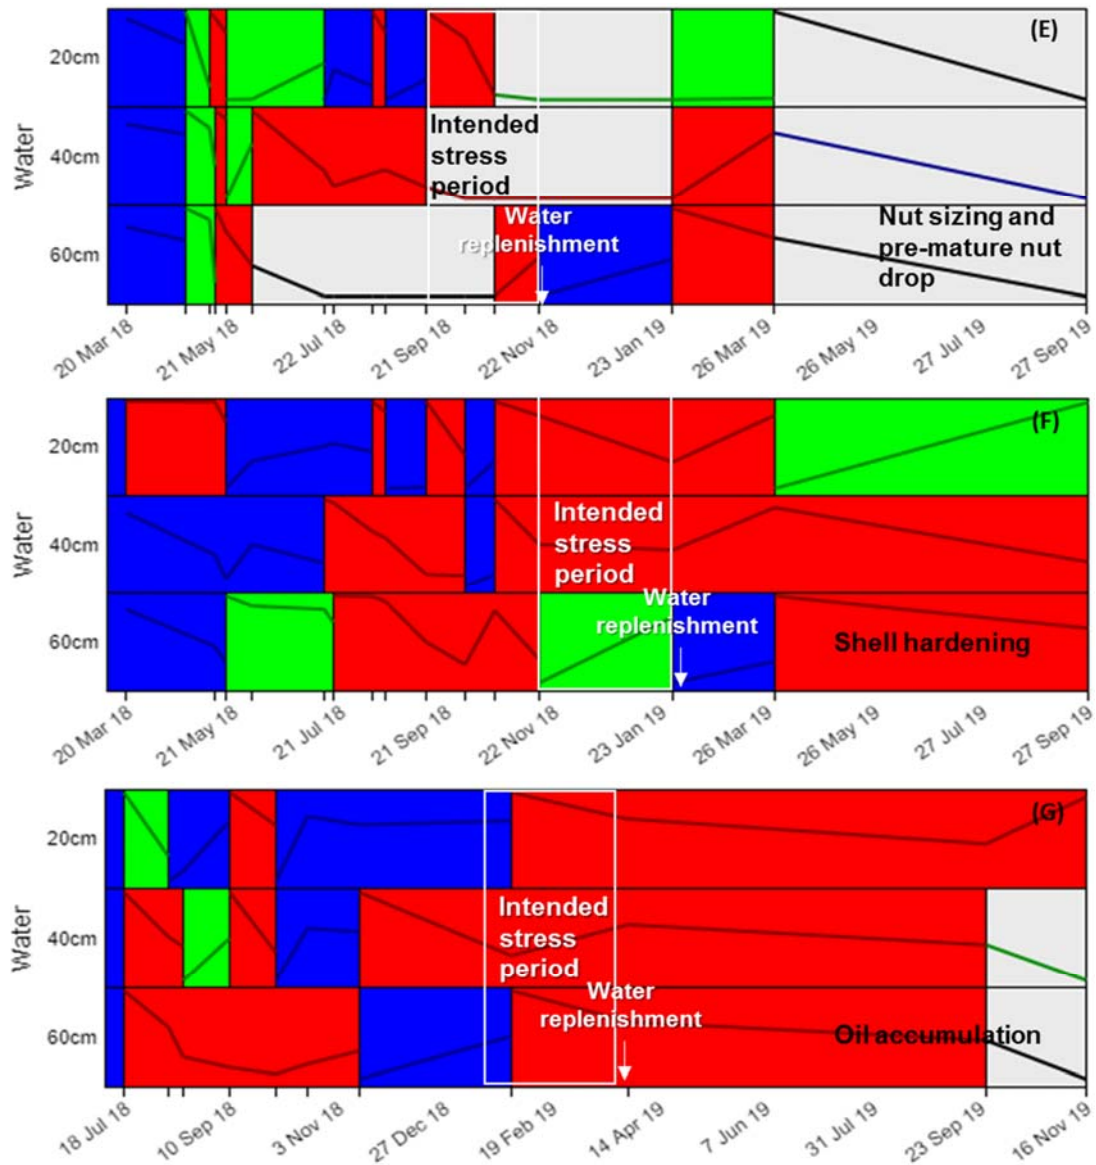 (E)
20cm
40cm
60cm
Water
Intended
stress
period
Water
replenishment
Nut sizing and
pre-mature nut
drop
20 Mar 18
21 May 18
22 Jul 18
21 Sep 18
22 Nov 18
23 Jan 19
26 Mar 19
26 May 19
27 Jul 19
27 Sep 19
(F)
20cm
40cm
60cm
Water
Intended
stress
period
Water
replenishment
Shell hardening
20 Mar 18
21 May 18
21 Jul 18
21 Sep 18
22 Nov 18
23 Jan 19
26 Mar 19
26 May 19
27 Jul 19
27 Sep 19
(G)
20cm
40cm
60cm
Water
Intended
stress
period
Water
replenishment
Oil accumulation
18 Jul 18
10 Sep 18
3 Nov 18
27 Dec 18
19 Feb 19
14 Apr 19
7 Jun 19
31 Jul 19
23 Sep 19
16 Nov 19